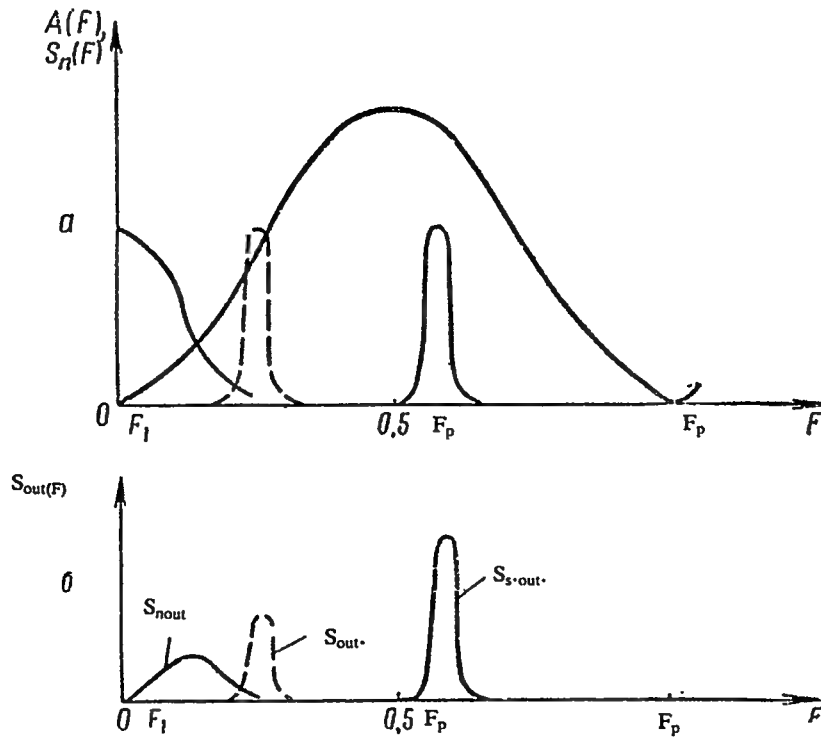 A(F),
Sn(F)
а
0 F1 0,5 Fp Fp F
Sout(F)
б
Snout
Sout.
Ss·out·
0 F1 0,5 Fp Fp F